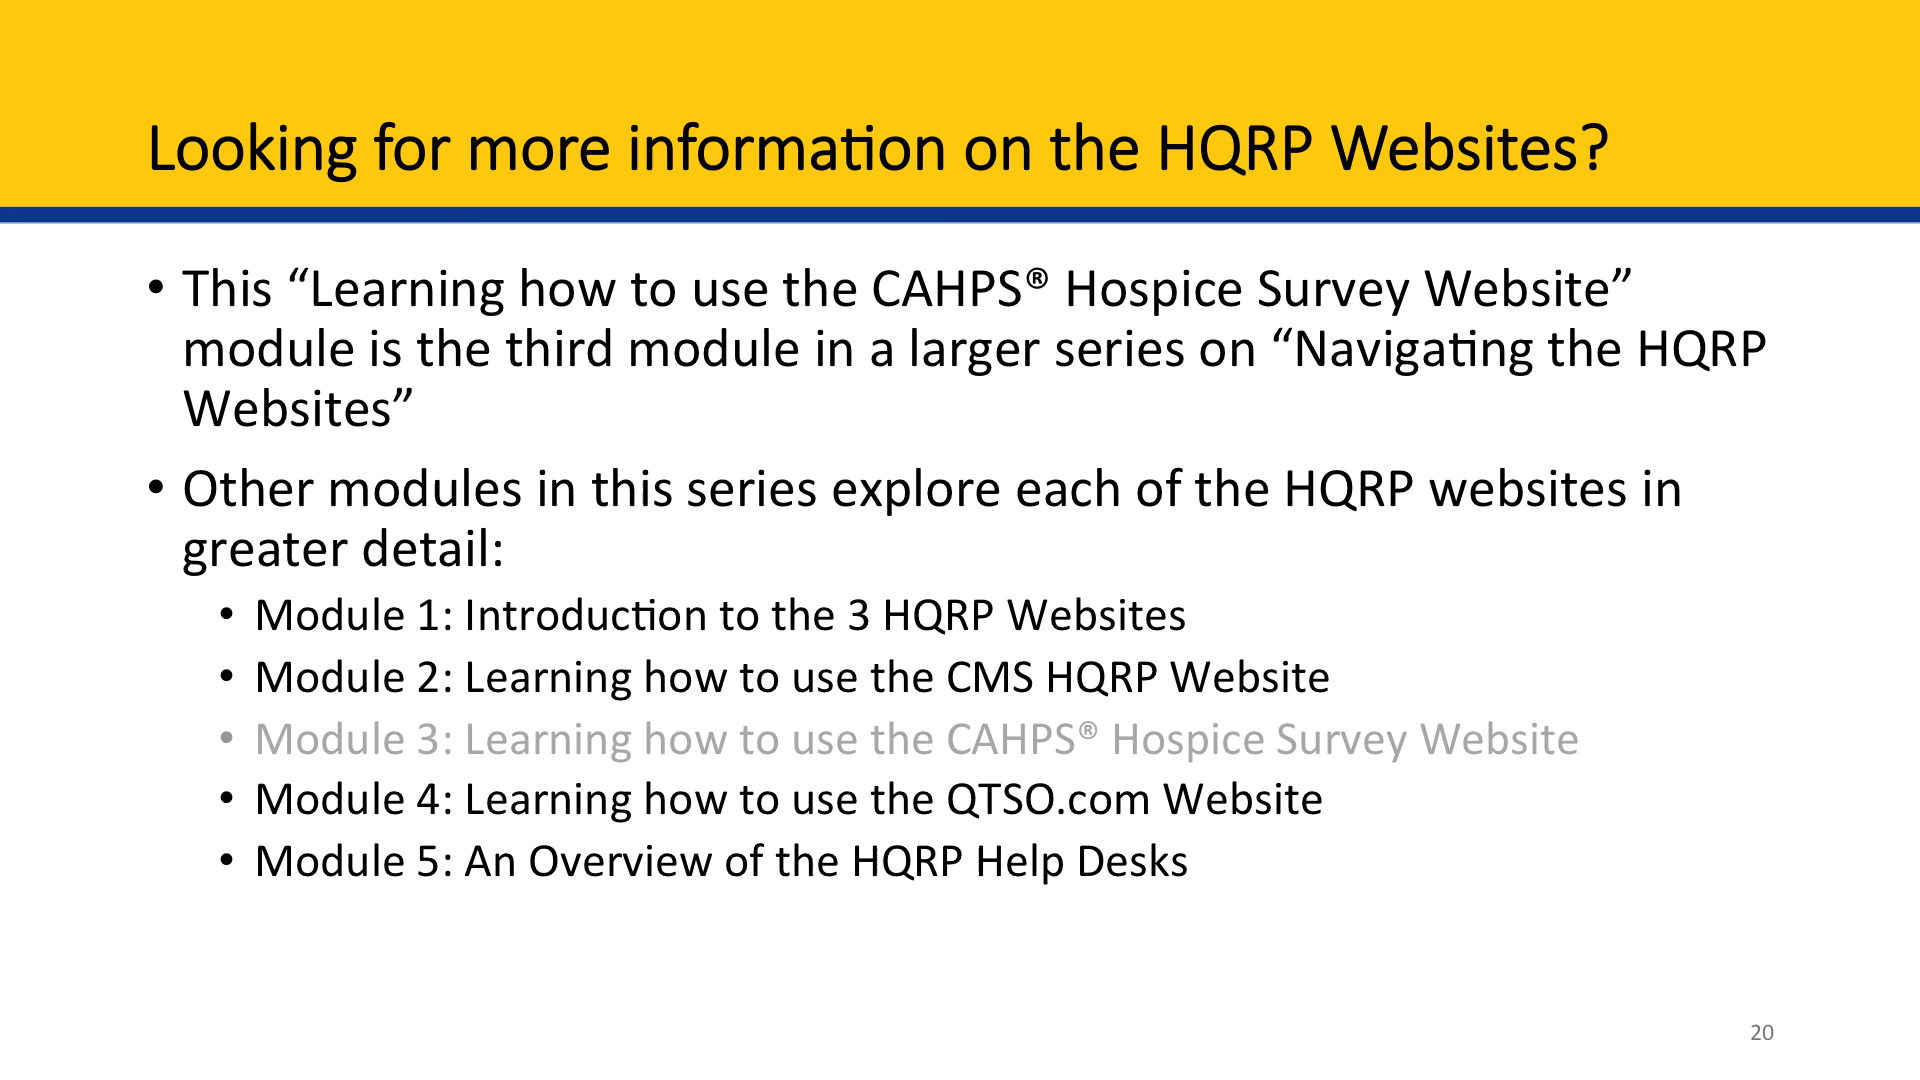 Looking for more information on the HQRP Websites?
• This “Learning how to use the CAHPS® Hospice Survey Website”
module is the third module in a larger series on “Navigating the HQRP
Websites”
• Other modules in this series explore each of the HQRP websites in
greater detail:
• Module 1: Introduction to the 3 HQRP Websites
• Module 2: Learning how to use the CMS HQRP Website
• Module 3: Learning how to use the CAHPS® Hospice Survey Website
• Module 4: Learning how to use the QTSO.com Website
• Module 5: An Overview of the HQRP Help Desks
20